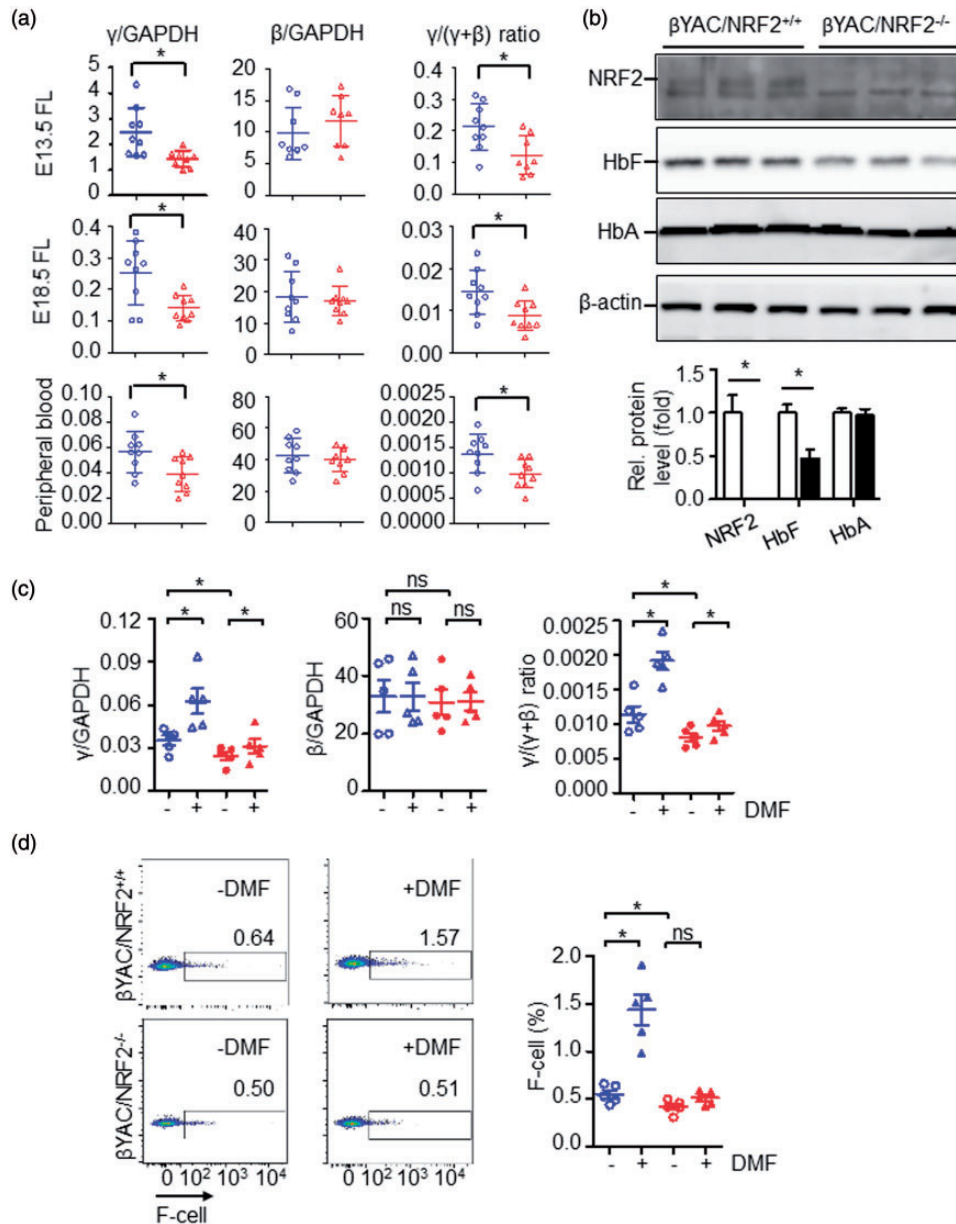 (a)
γ/GAPDH
β/GAPDH
γ/(γ+β) ratio
E13.5 FL
5
4
3
2
1
0
*
20
15
10
5
0
0.4
0.3
0.2
0.1
0.0
*
E18.5 FL
0.4
0.3
0.2
0.1
0
*
40
30
20
10
0
0.03
0.02
0.01
0.00
*
Peripheral blood
0.10
0.08
0.06
0.04
0.02
0.00
*
80
60
40
20
0
0.0025
0.0020
0.0015
0.0010
0.0005
0.0000
*
(b)
βYAC/NRF2+/+ βYAC/NRF2-/-
NRF2
HbF
HbA
β-actin
Rel. protein
level (fold)
1.5
1.0
0.5
0.0
* *
NRF2 HbF HbA
(c)
γ/GAPDH
0.12
0.09
0.06
0.03
0.00
*
* *
- + - +
β/GAPDH
60
40
20
0
ns
ns ns
- + - +
γ/(γ+β) ratio
0.0025
0.0020
0.0015
0.0010
0.0005
0.000
*
* *
- + - + DMF
(d)
βYAC/NRF2+/+
-DMF
0.64
+DMF
1.57
βYAC/NRF2-/-
-DMF
0.50
+DMF
0.51
0 10² 10³ 10⁴
0 10² 10³ 10⁴
F-cell
F-cell (%)
2.0
1.5
1.0
0.5
0.0
*
* ns
- + - + DMF